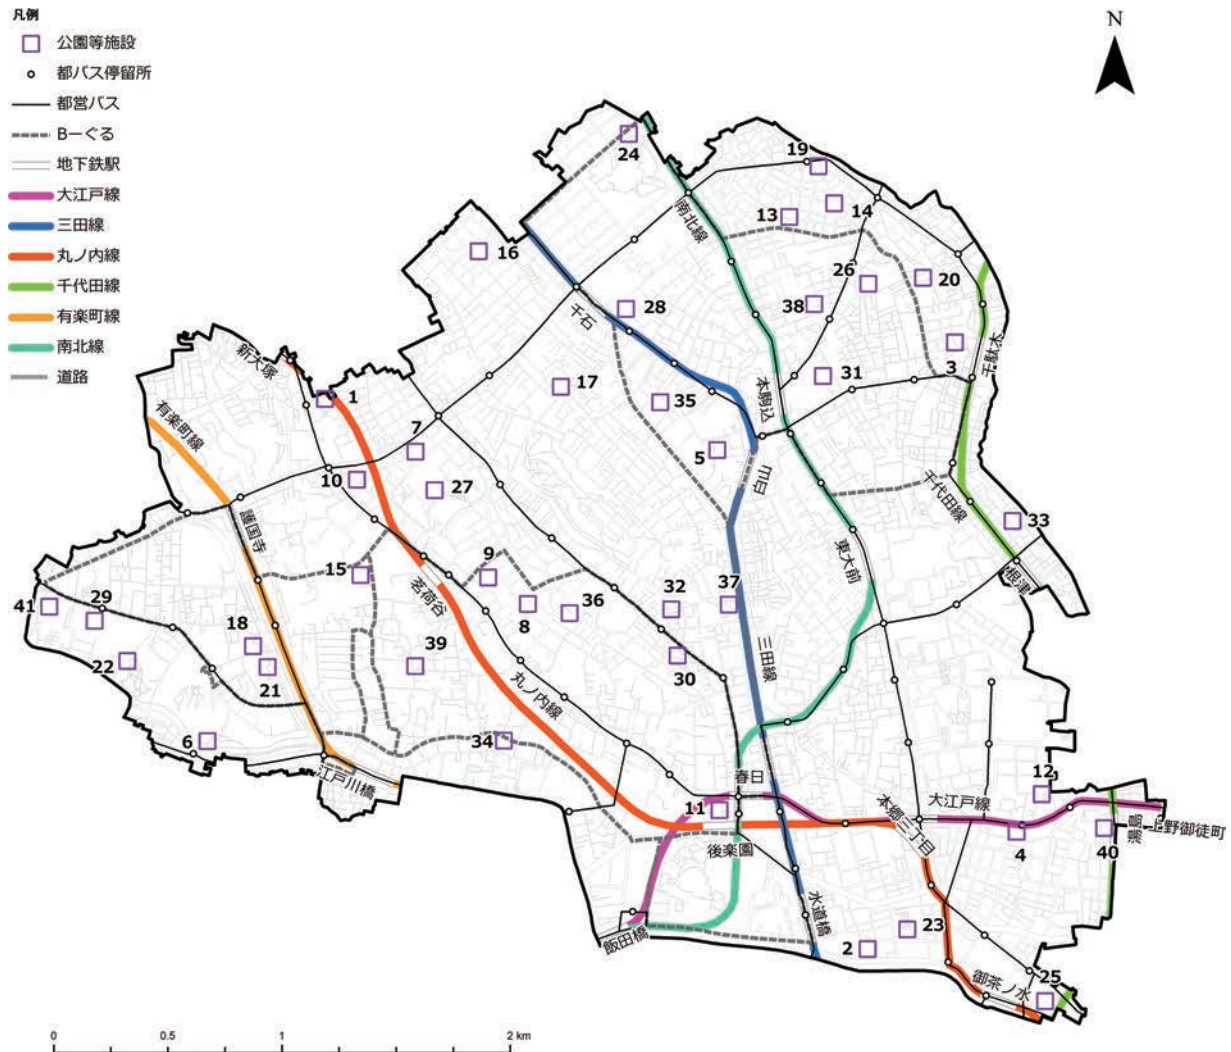 凡例
公園等施設
都バス停留所
都営バス
B－ぐる
地下鉄駅
大江戸線
三田線
丸ノ内線
千代田線
有楽町線
南北線
道路
N
24
19
南北線
13
14
16
26
20
28
38
千石
新大塚
3
千駄木
31
本駒込
1
17
35
有楽町線
7
5
白山
10
27
千代田線
33
護国寺
東大前
根津
15
9
茗荷谷
32
37
41
29
8
36
18
39
三田線
22
21
30
丸ノ内線
6
34
江戸川橋
春日
12
11
本郷三丁目
大江戸線
湯島
上野御徒町
4
40
後楽園
水道橋
23
飯田橋
2
御茶ノ水
25
0
0.5
1
2 km